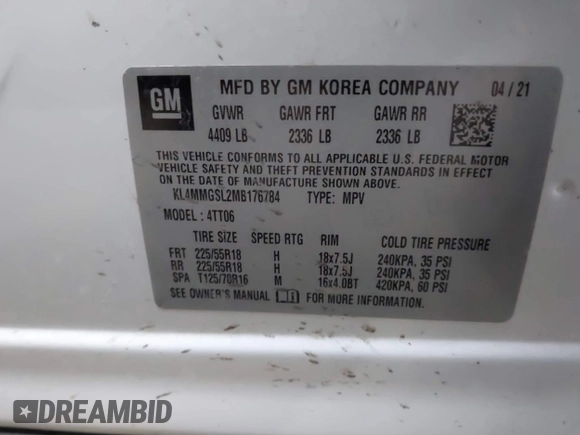 GM
MFD BY GM KOREA COMPANY 04 / 21
GVWR GAWR FRT GAWR RR
4409 LB 2336 LB 2336 LB
THIS VEHICLE CONFORMS TO ALL APPLICABLE U.S. FEDERAL MOTOR
VEHICLE SAFETY AND THEFT PREVENTION STANDARDS IN EFFECT
ON THE DATE OF MANUFACTURE SHOWN ABOVE.
KL4MMGSL2MB176784 TYPE: MPV
MODEL : 4TT06
TIRE SIZE SPEED RTG RIM COLD TIRE PRESSURE
FRT 225/55R18 H 18x7.5J 240KPA, 35 PSI
RR 225/55R18 H 18x7.5J 240KPA, 35 PSI
SPA T125/70R16 M 16x4.0BT 420KPA, 60 PSI
SEE OWNER'S MANUAL FOR MORE INFORMATION.
DREAMBID